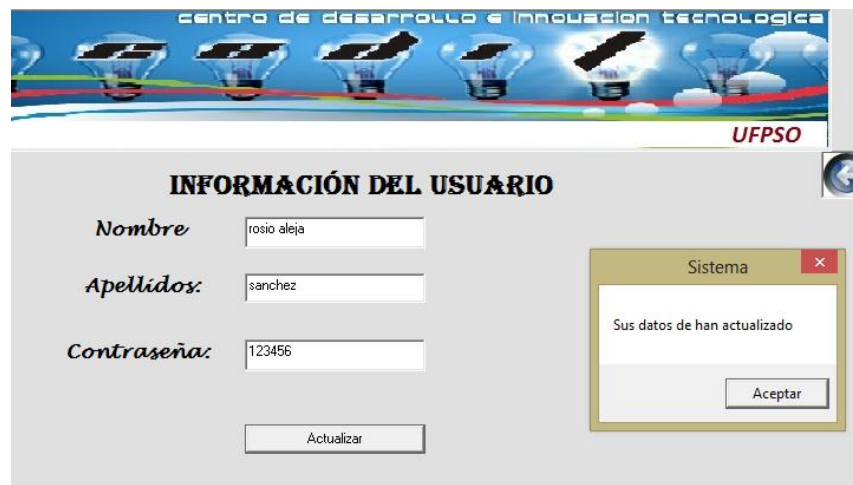 centro de desarrollo e innovacion tecnologica
UFPSO
INFORMACIÓN DEL USUARIO
Nombre
rosio aleja
Apellidos:
sanchez
Contraseña:
123456
Actualizar
Sistema
Sus datos de han actualizado
Aceptar